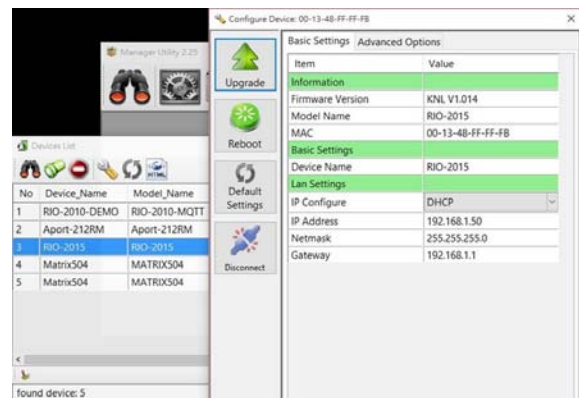 Manager Utility 2.25
Devices List
No Device_Name Model_Name
1 RIO-2010-DEMO RIO-2010-MQTT
2 Aport-212RM Aport-212RM
3 RIO-2015 RIO-2015
4 Matrix504 MATRIX504
5 Matrix504 MATRIX504
found device: 5
Configure Device: 00-13-48-FF-FF-FB
Upgrade
Reboot
Default
Settings
Disconnect
Basic Settings Advanced Options
Item Value
Information
Firmware Version KNL V1.014
Model Name RIO-2015
MAC 00-13-48-FF-FF-FB
Basic Settings
Device Name RIO-2015
Lan Settings
IP Configure DHCP
IP Address 192.168.1.50
Netmask 255.255.255.0
Gateway 192.168.1.1